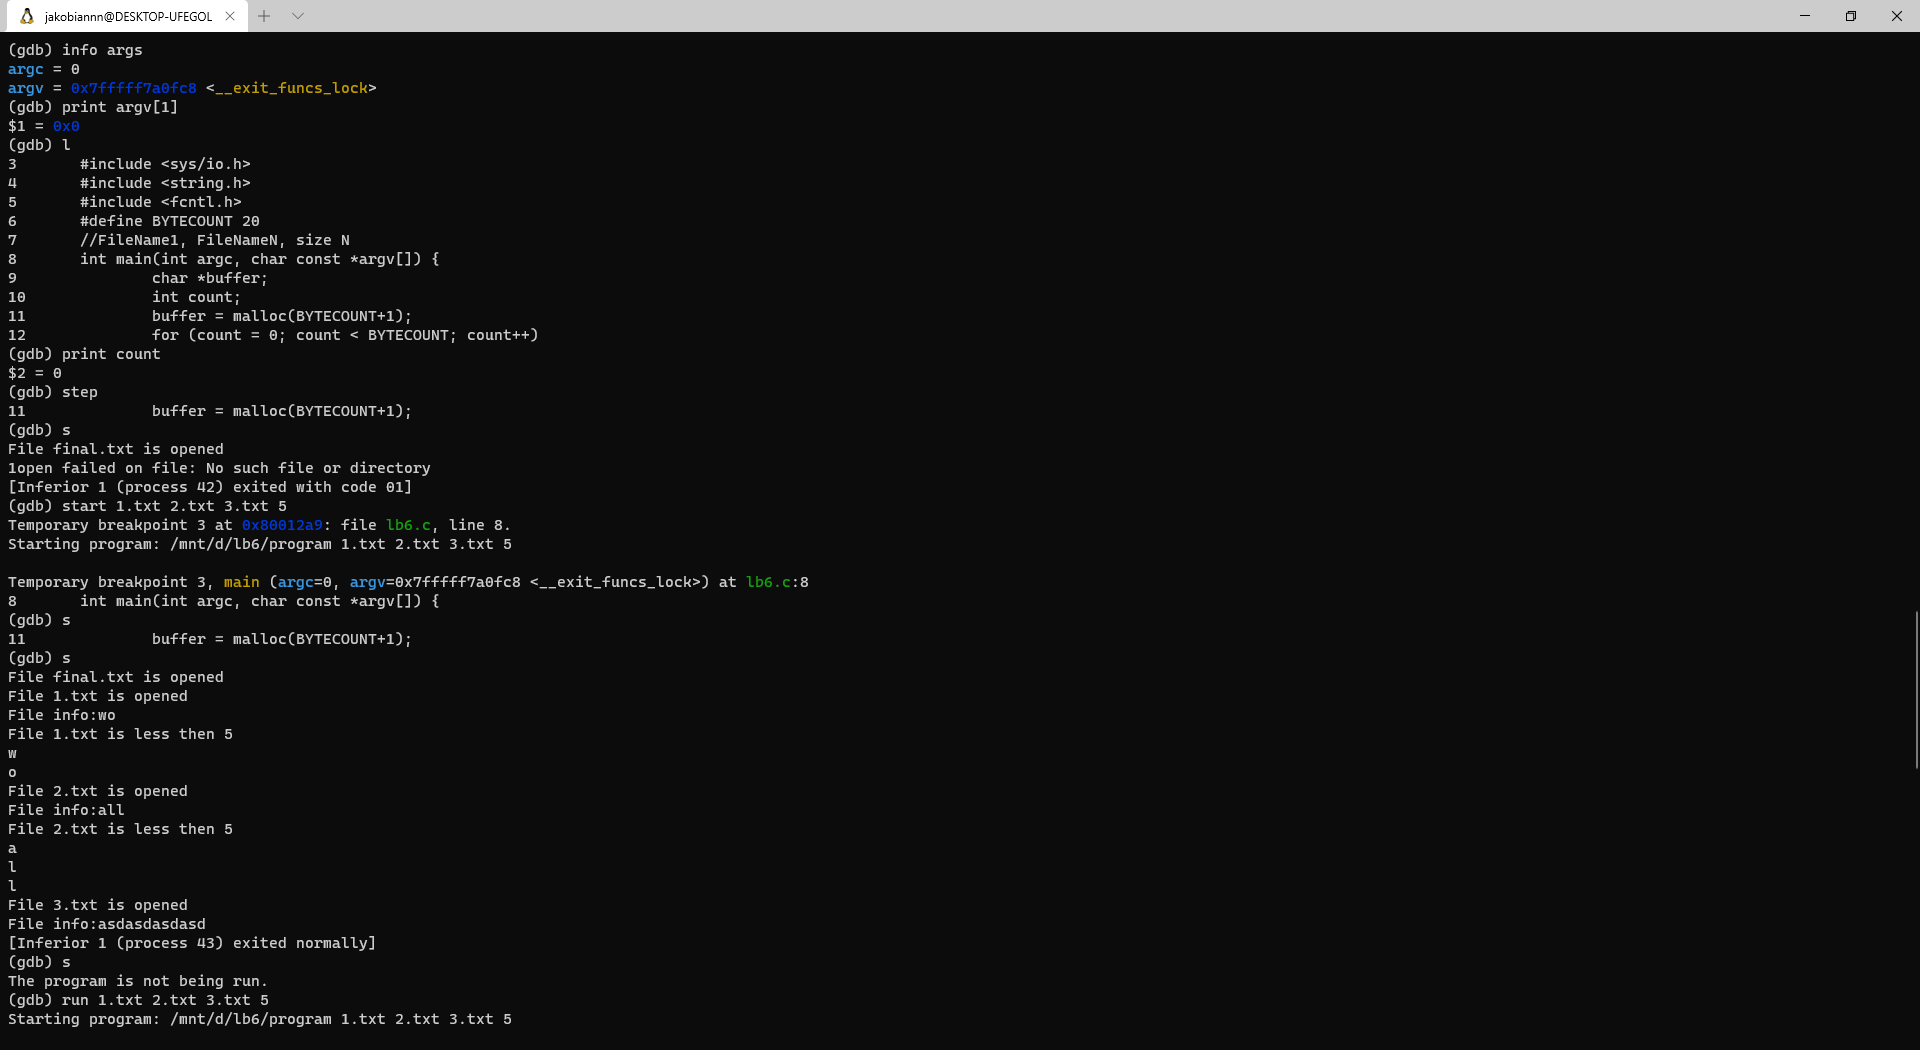 jakobiannn@DESKTOP-UFEGOL
(gdb) info args
argc = 0
argv = 0x7fffff7a0fc8 <__exit_funcs_lock>
(gdb) print argv[1]
$1 = 0x0
(gdb) l
3       #include <sys/io.h>
4       #include <string.h>
5       #include <fcntl.h>
6       #define BYTECOUNT 20
7       //FileName1, FileNameN, size N
8       int main(int argc, char const *argv[]) {
9               char *buffer;
10              int count;
11              buffer = malloc(BYTECOUNT+1);
12              for (count = 0; count < BYTECOUNT; count++)
(gdb) print count
$2 = 0
(gdb) step
11              buffer = malloc(BYTECOUNT+1);
(gdb) s
File final.txt is opened
1open failed on file: No such file or directory
[Inferior 1 (process 42) exited with code 01]
(gdb) start 1.txt 2.txt 3.txt 5
Temporary breakpoint 3 at 0x80012a9: file lb6.c, line 8.
Starting program: /mnt/d/lb6/program 1.txt 2.txt 3.txt 5

Temporary breakpoint 3, main (argc=0, argv=0x7fffff7a0fc8 <__exit_funcs_lock>) at lb6.c:8
8       int main(int argc, char const *argv[]) {
(gdb) s
11              buffer = malloc(BYTECOUNT+1);
(gdb) s
File final.txt is opened
File 1.txt is opened
File info:wo
File 1.txt is less then 5
w
o
File 2.txt is opened
File info:all
File 2.txt is less then 5
a
l
l
File 3.txt is opened
File info:asdasdasdasd
[Inferior 1 (process 43) exited normally]
(gdb) s
The program is not being run.
(gdb) run 1.txt 2.txt 3.txt 5
Starting program: /mnt/d/lb6/program 1.txt 2.txt 3.txt 5